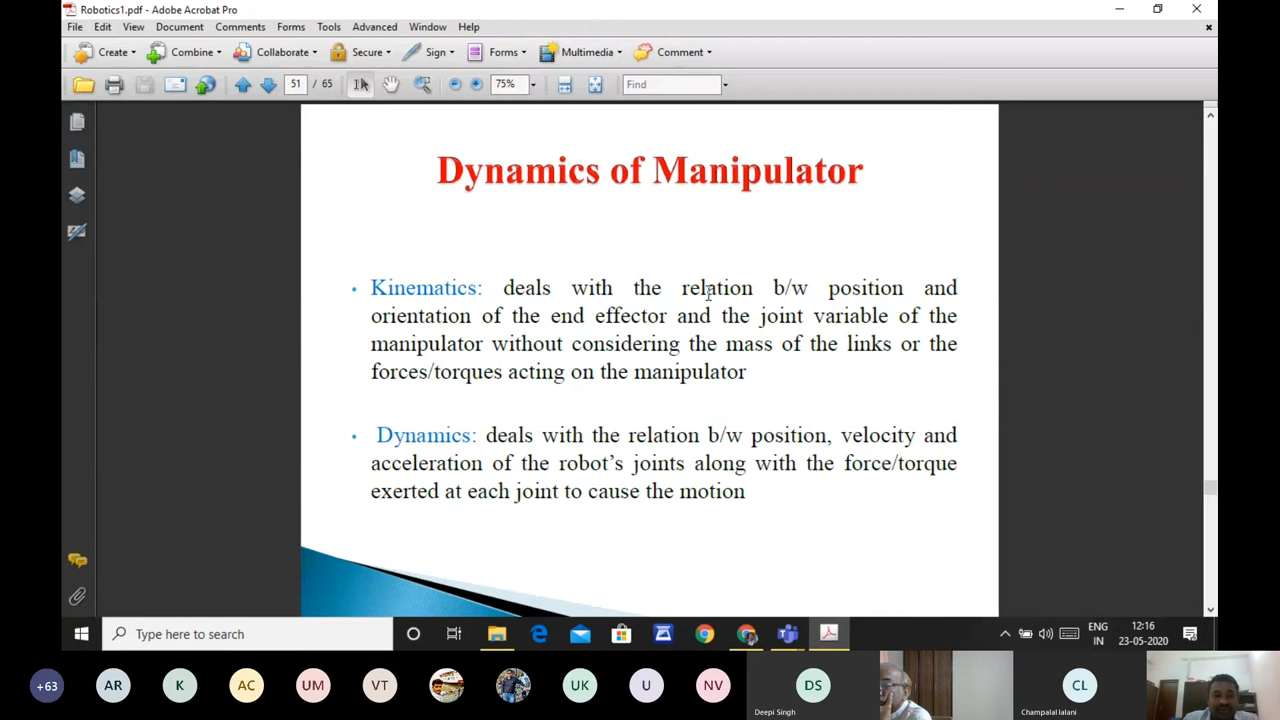 Robotics1.pdf - Adobe Acrobat Pro
File Edit View Document Comments Forms Tools Advanced Window Help
Create Combine Collaborate Secure Sign Forms Multimedia Comment
51 / 65 75% Find
Dynamics of Manipulator
• Kinematics: deals with the relation b/w position and
orientation of the end effector and the joint variable of the
manipulator without considering the mass of the links or the
forces/torques acting on the manipulator
• Dynamics: deals with the relation b/w position, velocity and
acceleration of the robot's joints along with the force/torque
exerted at each joint to cause the motion
Type here to search
ENG
IN
12:16
23-05-2020
+63 AR K AC UM VT UK U NV DS CL
Deepi Singh
Champalal lalani